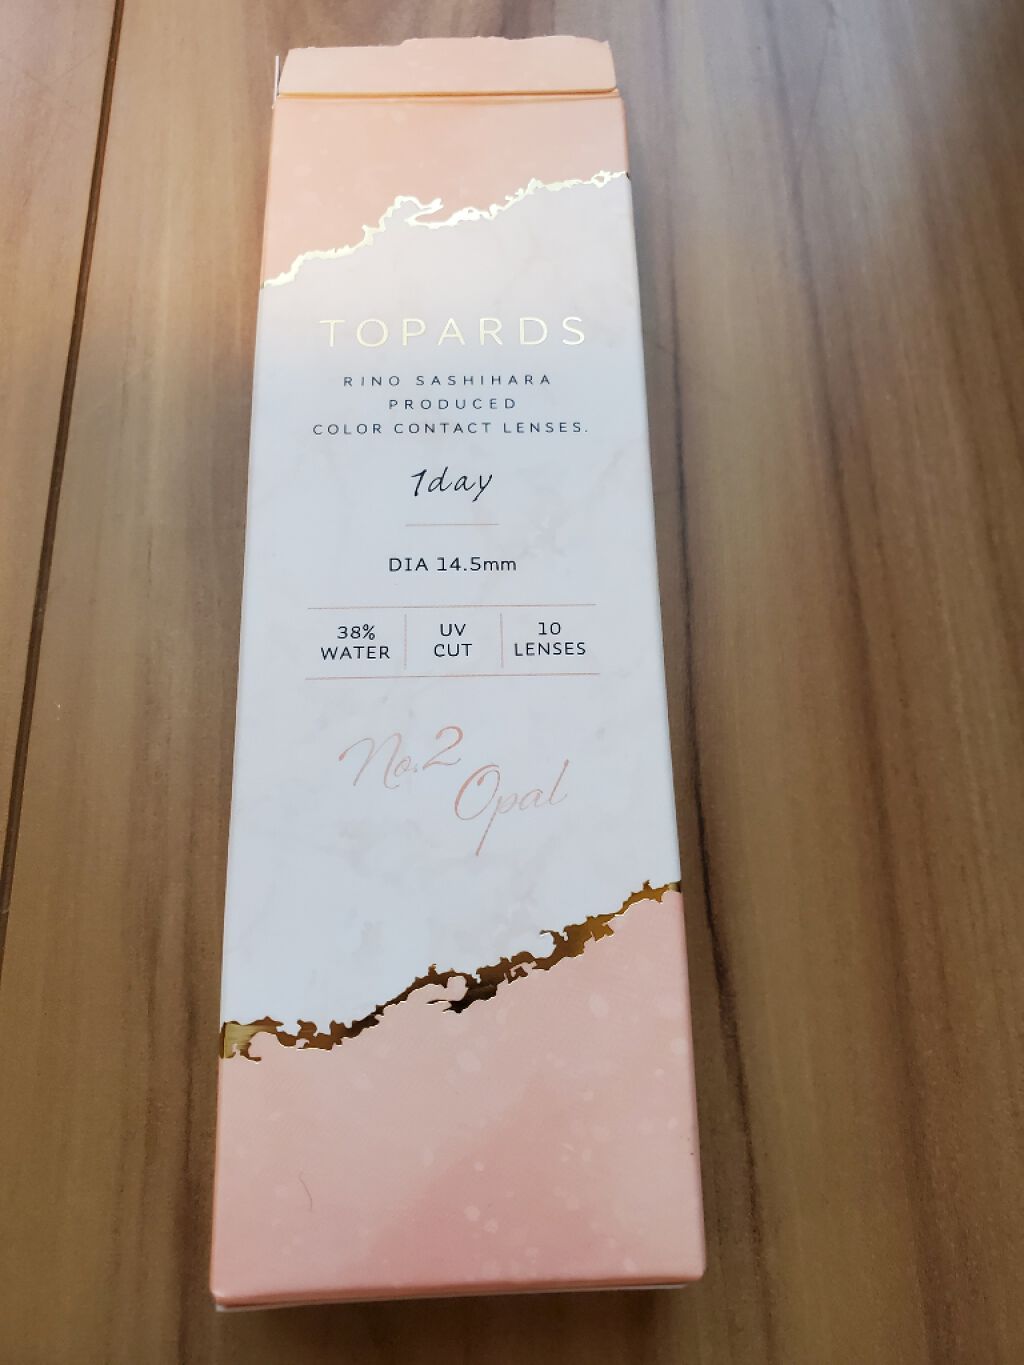 TOPARDS
RINO SASHIHARA
PRODUCED
COLOR CONTACT LENSES.
1day
DIA 14.5mm
38%
WATER
UV
CUT
10
LENSES
No.2
Opal